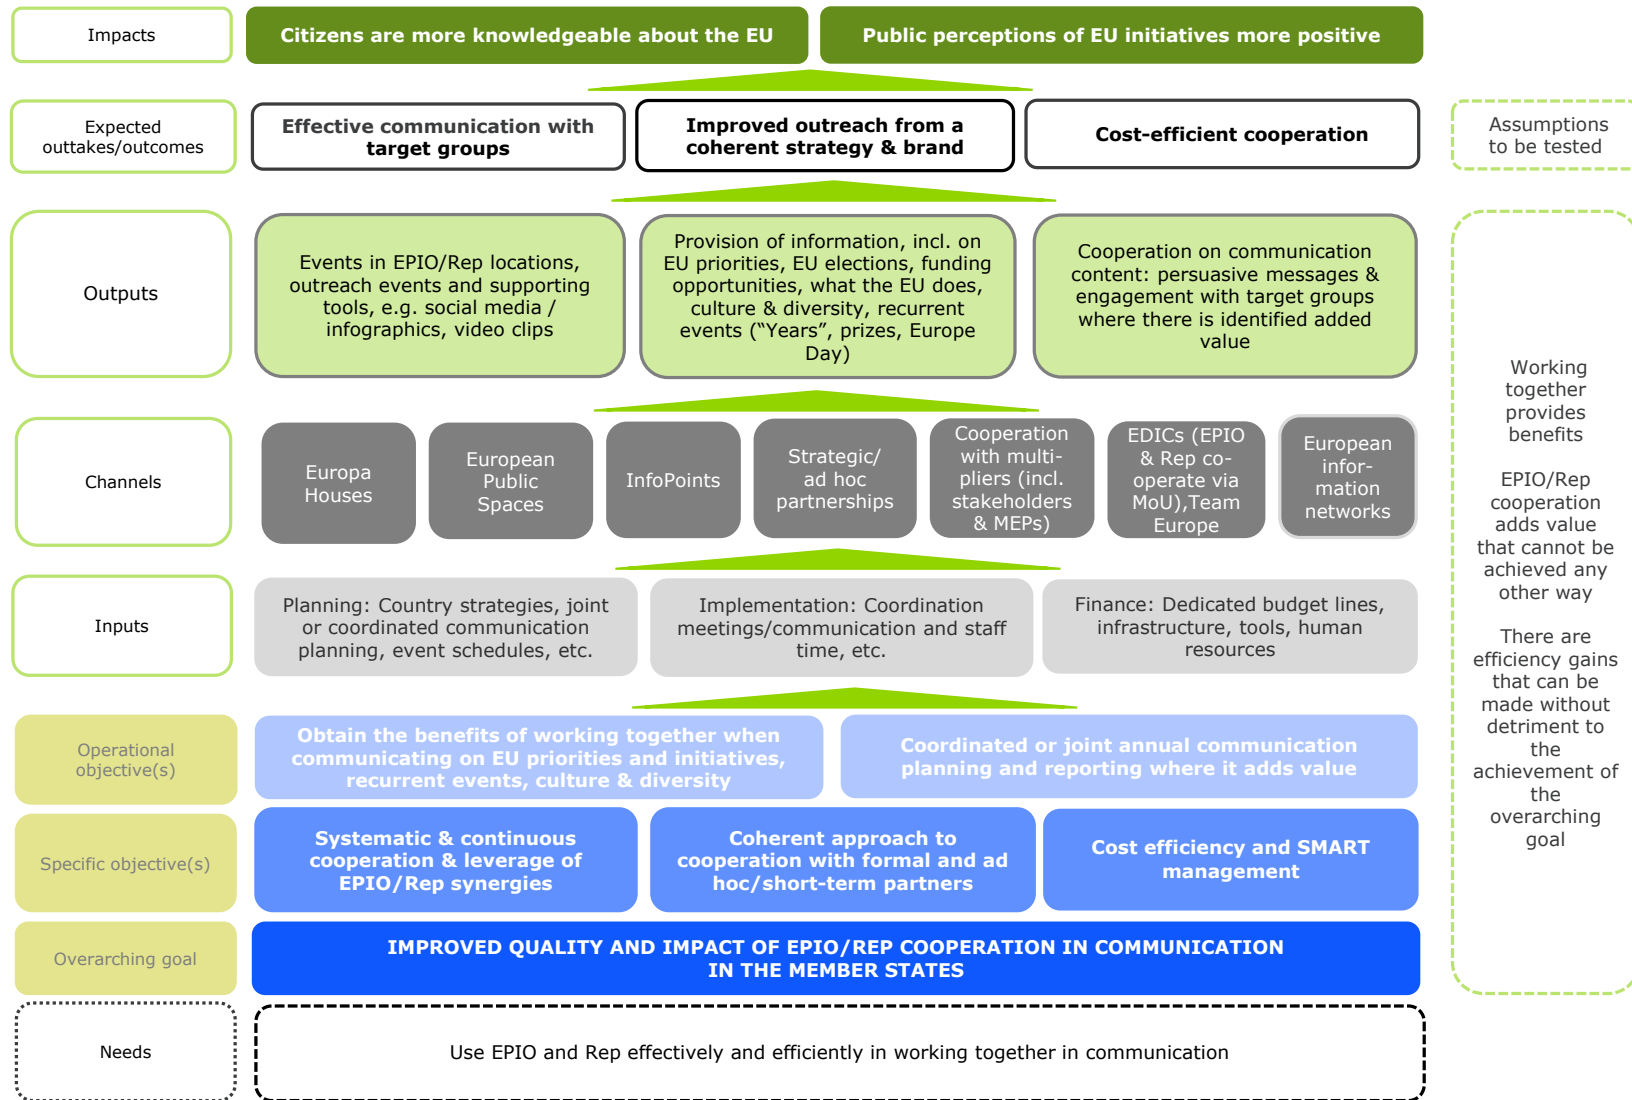 Impacts
Citizens are more knowledgeable about the EU
Public perceptions of EU initiatives more positive
Expected
outtakes/outcomes
Effective communication with
target groups
Improved outreach from a
coherent strategy & brand
Cost-efficient cooperation
Assumptions
to be tested
Outputs
Events in EPIO/Rep locations,
outreach events and supporting
tools, e.g. social media /
infographics, video clips
Provision of information, incl. on
EU priorities, EU elections, funding
opportunities, what the EU does,
culture & diversity, recurrent
events (“Years”, prizes, Europe
Day)
Cooperation on communication
content: persuasive messages &
engagement with target groups
where there is identified added
value
Channels
Europa
Houses
European
Public
Spaces
InfoPoints
Strategic/
ad hoc
partnerships
Cooperation
with multi-
pliers (incl.
stakeholders
& MEPs)
EDICs (EPIO
& Rep co-
operate via
MoU),Team
Europe
European
infor-
mation
networks
Inputs
Planning: Country strategies, joint
or coordinated communication
planning, event schedules, etc.
Implementation: Coordination
meetings/communication and staff
time, etc.
Finance: Dedicated budget lines,
infrastructure, tools, human
resources
Operational
objective(s)
Obtain the benefits of working together when
communicating on EU priorities and initiatives,
recurrent events, culture & diversity
Coordinated or joint annual communication
planning and reporting where it adds value
Specific objective(s)
Systematic & continuous
cooperation & leverage of
EPIO/Rep synergies
Coherent approach to
cooperation with formal and ad
hoc/short-term partners
Cost efficiency and SMART
management
Overarching goal
IMPROVED QUALITY AND IMPACT OF EPIO/REP COOPERATION IN COMMUNICATION
IN THE MEMBER STATES
Needs
Use EPIO and Rep effectively and efficiently in working together in communication
Working
together
provides
benefits
EPIO/Rep
cooperation
adds value
that cannot be
achieved any
other way
There are
efficiency gains
that can be
made without
detriment to
the
achievement of
the
overarching
goal